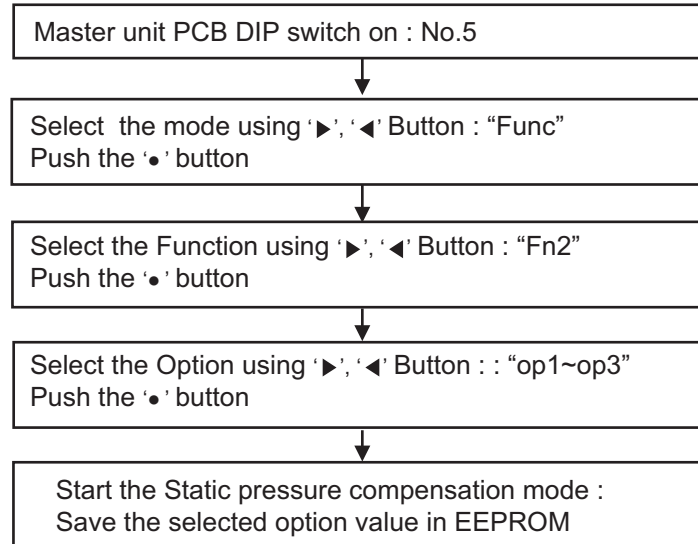 Master unit PCB DIP switch on : No.5
Select the mode using ‘▶’, ‘◀’ Button : “Func”
Push the ‘●’ button
Select the Function using ‘▶’, ‘◀’ Button : “Fn2”
Push the ‘●’ button
Select the Option using ‘▶’, ‘◀’ Button : : “op1~op3”
Push the ‘●’ button
Start the Static pressure compensation mode :
Save the selected option value in EEPROM